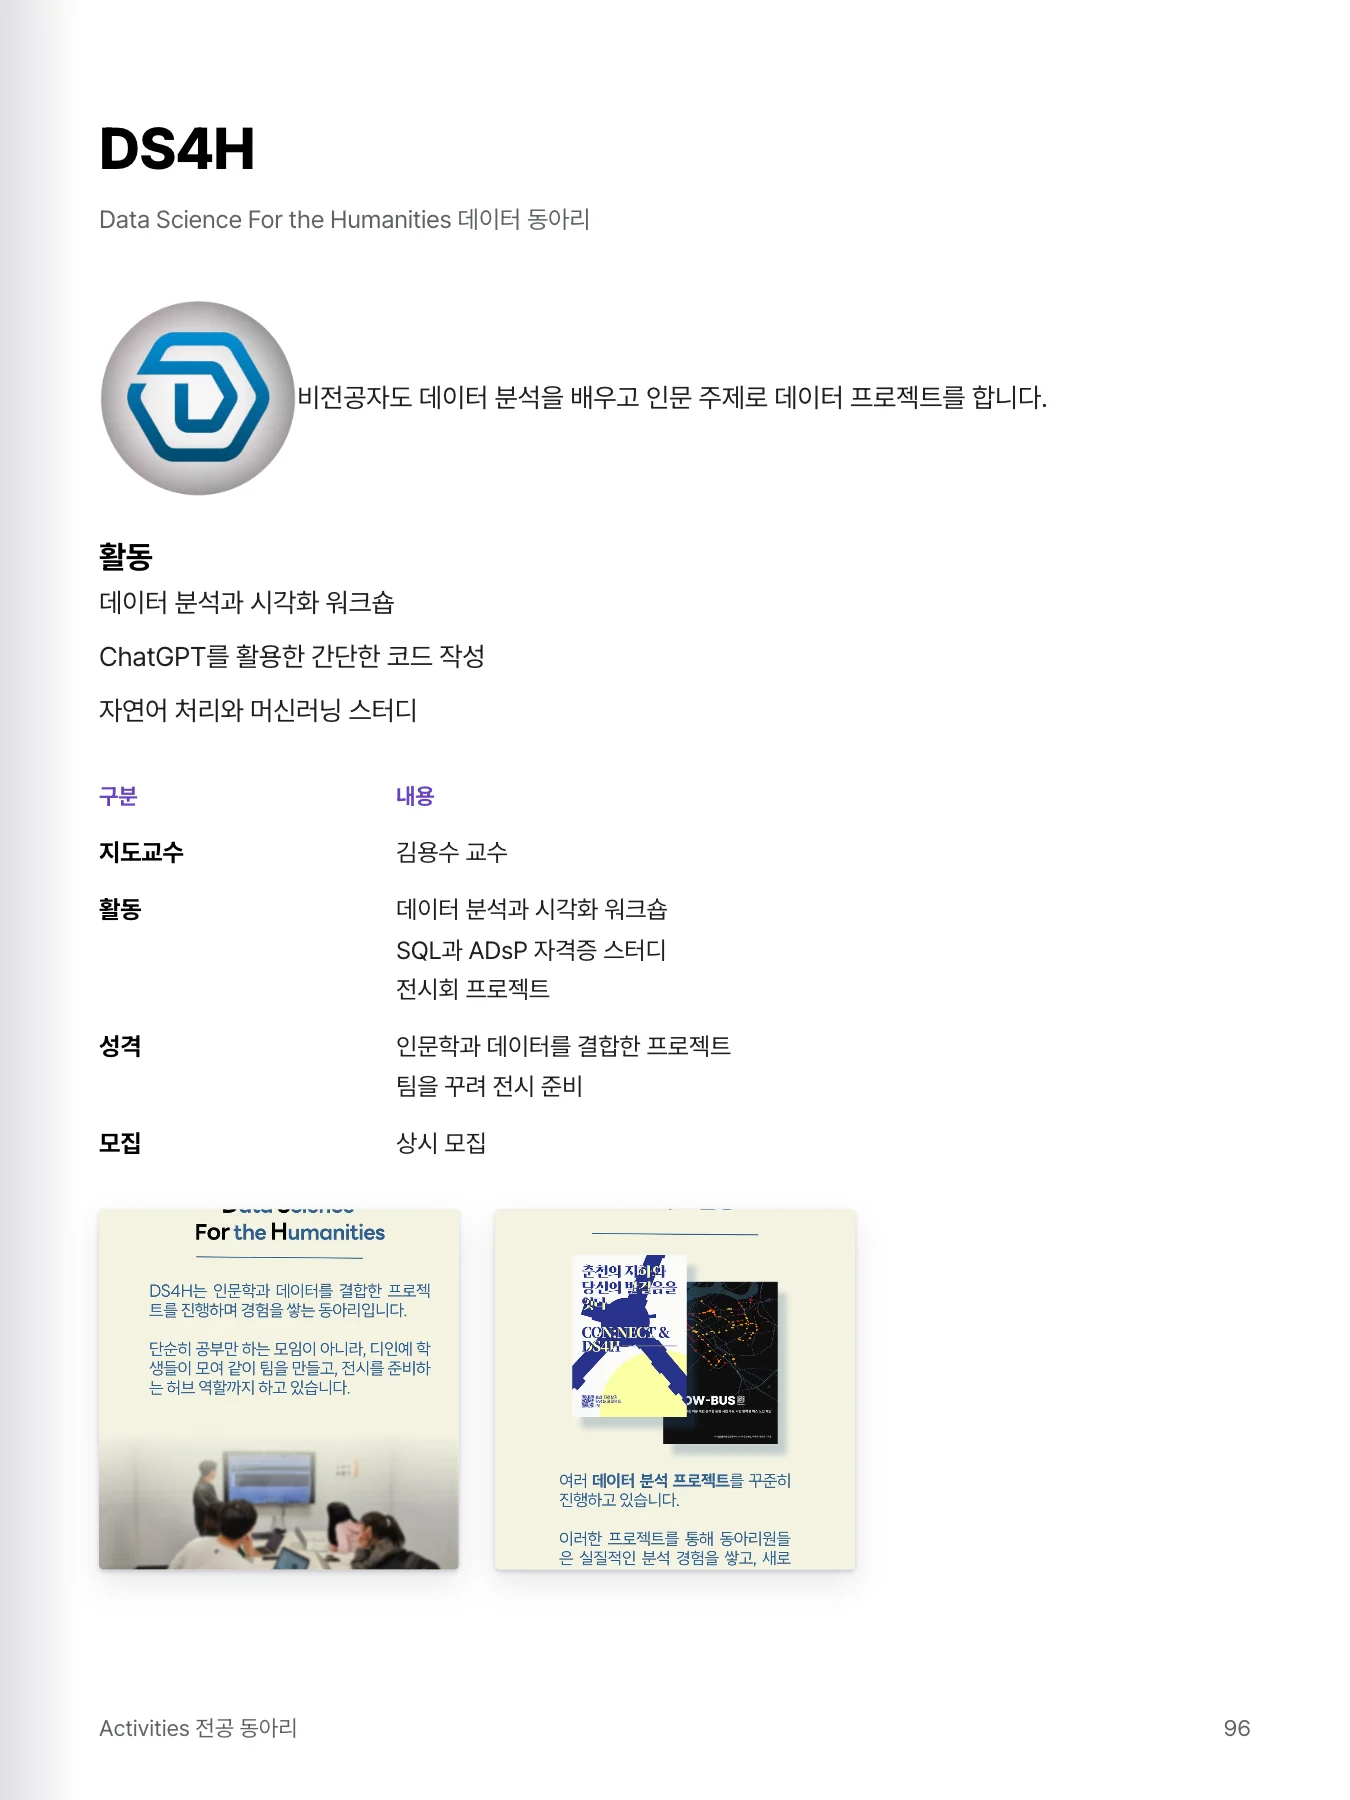 DS4H
Data Science For the Humanities 데이터 동아리
비전공자도 데이터 분석을 배우고 인문 주제로 데이터 프로젝트를 합니다.
활동
데이터 분석과 시각화 워크숍
ChatGPT를 활용한 간단한 코드 작성
자연어 처리와 머신러닝 스터디
구분 내용
지도교수 김용수 교수
활동 데이터 분석과 시각화 워크숍
SQL과 ADsP 자격증 스터디
전시회 프로젝트
성격 인문학과 데이터를 결합한 프로젝트
팀을 꾸려 전시 준비
모집 상시 모집
Data Science
For the Humanities
DS4H는 인문학과 데이터를 결합한 프로젝
트를 진행하며 경험을 쌓는 동아리입니다.
단순히 공부만 하는 모임이 아니라, 디인예 학
생들이 모여 같이 팀을 만들고, 전시를 준비하
는 허브 역할까지 하고 있습니다.
춘천의 지하와
당신의 발걸음을
잇다
CON:NECT &
DS4H
OW-BUS
여러 데이터 분석 프로젝트를 꾸준히
진행하고 있습니다.
이러한 프로젝트를 통해 동아리원들
은 실질적인 분석 경험을 쌓고, 새로
Activities 전공 동아리
96